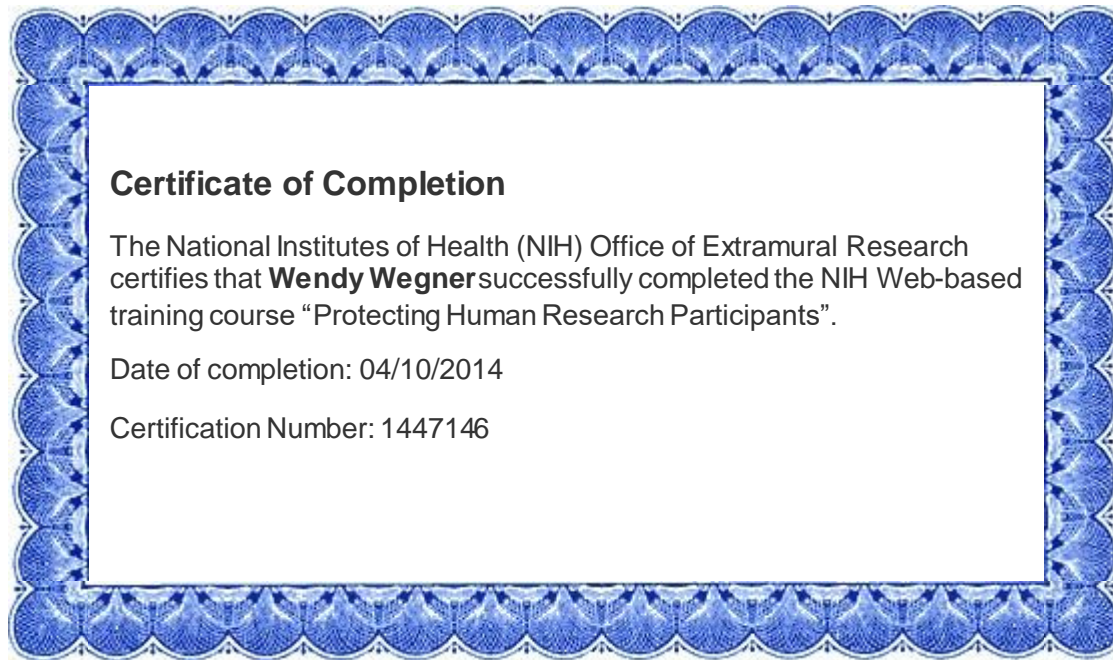 Certificate of Completion
The National Institutes of Health (NIH) Office of Extramural Research
certifies that Wendy Wegner successfully completed the NIH Web-based
training course “Protecting Human Research Participants”.
Date of completion: 04/10/2014
Certification Number: 1447146